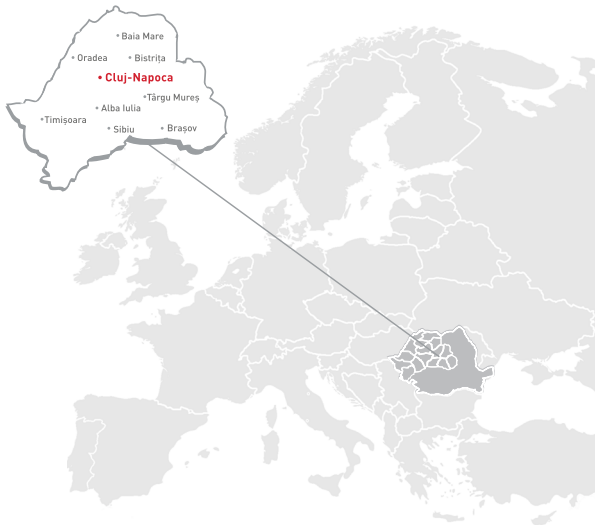 Baia Mare
Oradea
Bistrița
Cluj-Napoca
Târgu Mureș
Alba Iulia
Timișoara
Sibiu
Brașov